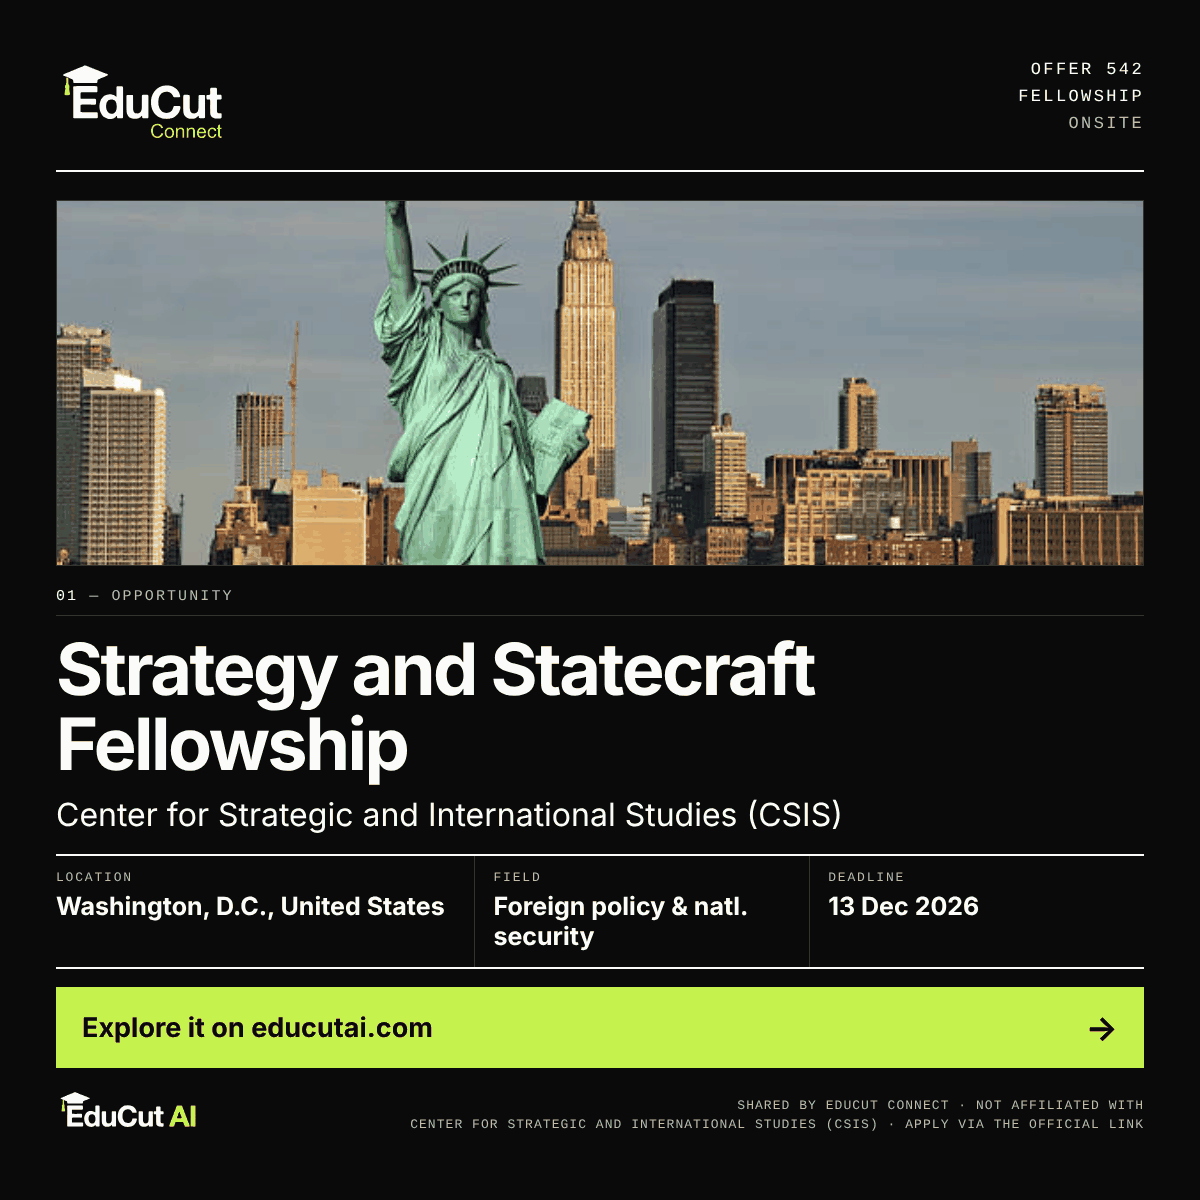 EduCut
Connect
OFFER 542
FELLOWSHIP
ONSITE
01 — OPPORTUNITY
Strategy and Statecraft
Fellowship
Center for Strategic and International Studies (CSIS)
LOCATION
Washington, D.C., United States
FIELD
Foreign policy & natl.
security
DEADLINE
13 Dec 2026
Explore it on educutai.com
EduCut AI
SHARED BY EDUCUT CONNECT · NOT AFFILIATED WITH
CENTER FOR STRATEGIC AND INTERNATIONAL STUDIES (CSIS) · APPLY VIA THE OFFICIAL LINK